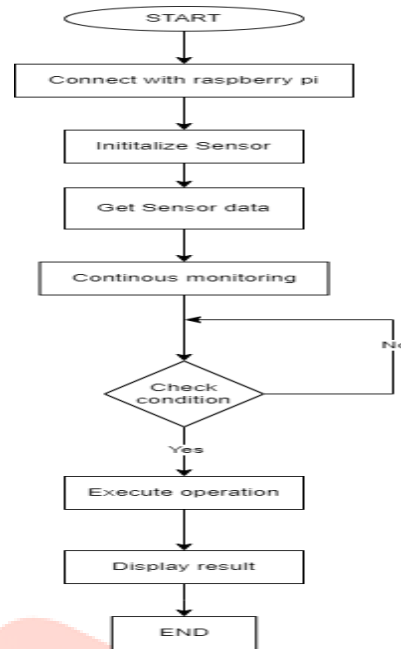 START
Connect with raspberry pi
Inititalize Sensor
Get Sensor data
Continous monitoring
No
Check
condition
Yes
Execute operation
Display result
END